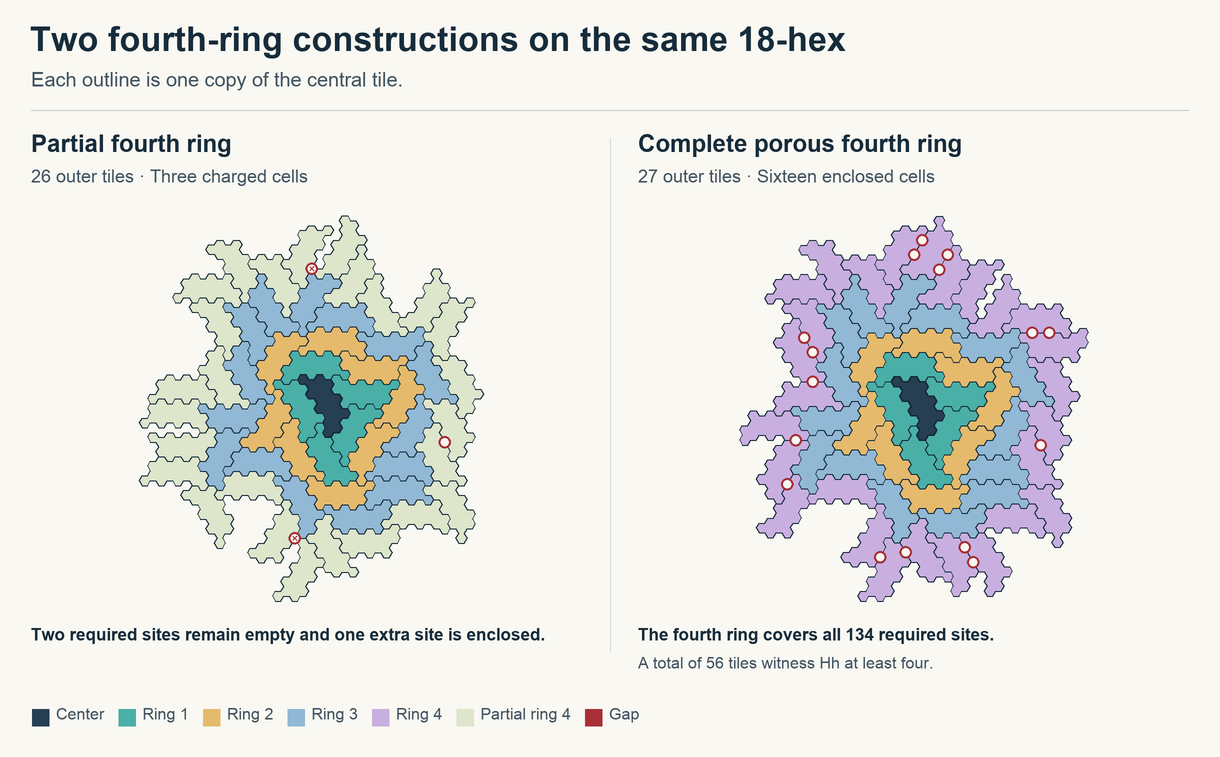 Two fourth-ring constructions on the same 18-hex
Each outline is one copy of the central tile.
Partial fourth ring
26 outer tiles · Three charged cells
Two required sites remain empty and one extra site is enclosed.
Complete porous fourth ring
27 outer tiles · Sixteen enclosed cells
The fourth ring covers all 134 required sites.
A total of 56 tiles witness Hh at least four.
Center Ring 1 Ring 2 Ring 3 Ring 4 Partial ring 4 Gap